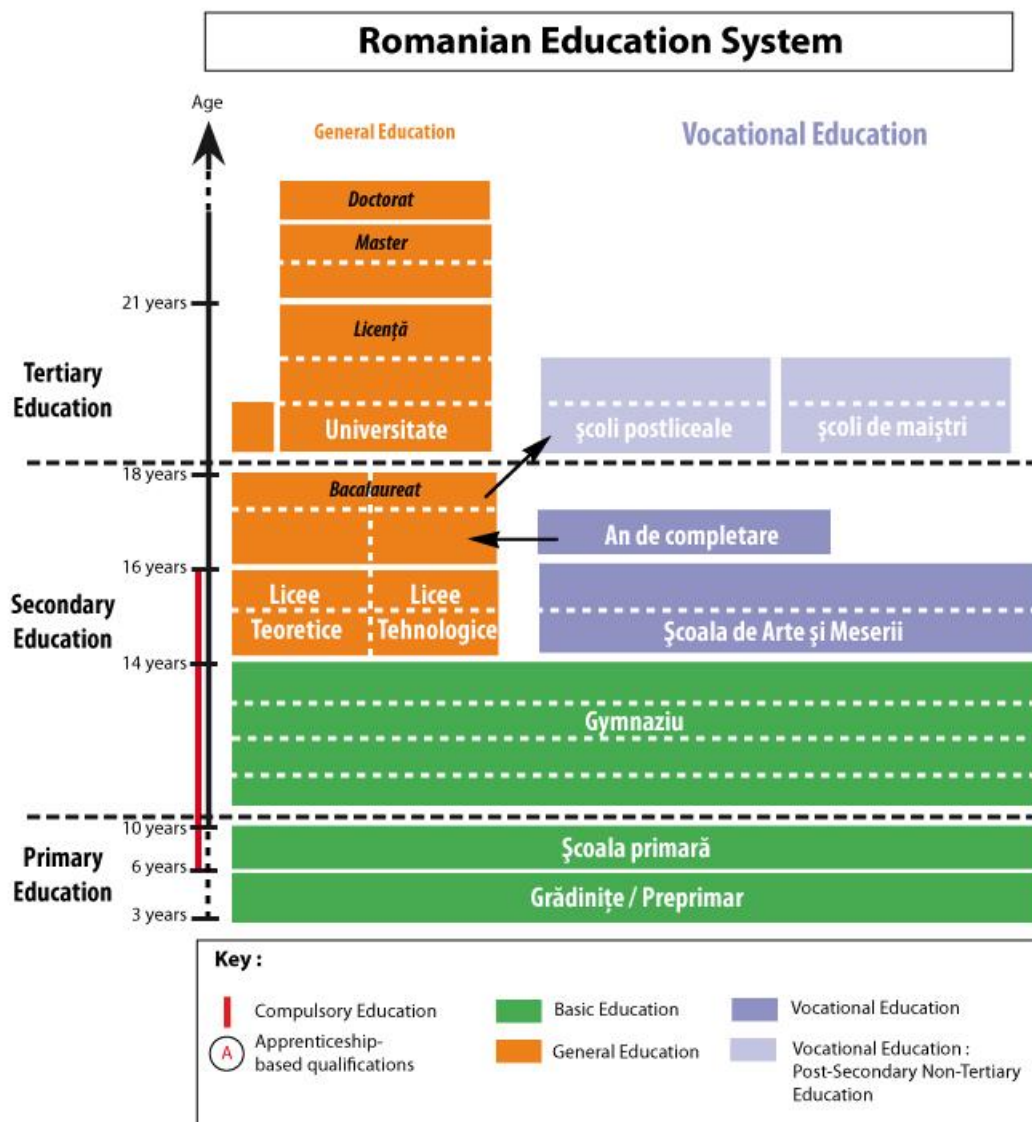 Romanian Education System
Age
General Education
Vocational Education
Doctorat
Master
21 years
Licență
Tertiary
Education
Universitate
școli postliceale
școli de maiștri
18 years
Bacalaureat
An de completare
16 years
Secondary
Education
Licee
Teoretice
Licee
Tehnologice
Școala de Arte și Meserii
14 years
Gymnaziu
10 years
Primary
Education
Școala primară
6 years
Grădinițe / Preprimar
3 years
Key :
Compulsory Education
Basic Education
Vocational Education
A
Apprenticeship-
based qualifications
General Education
Vocational Education :
Post-Secondary Non-Tertiary
Education